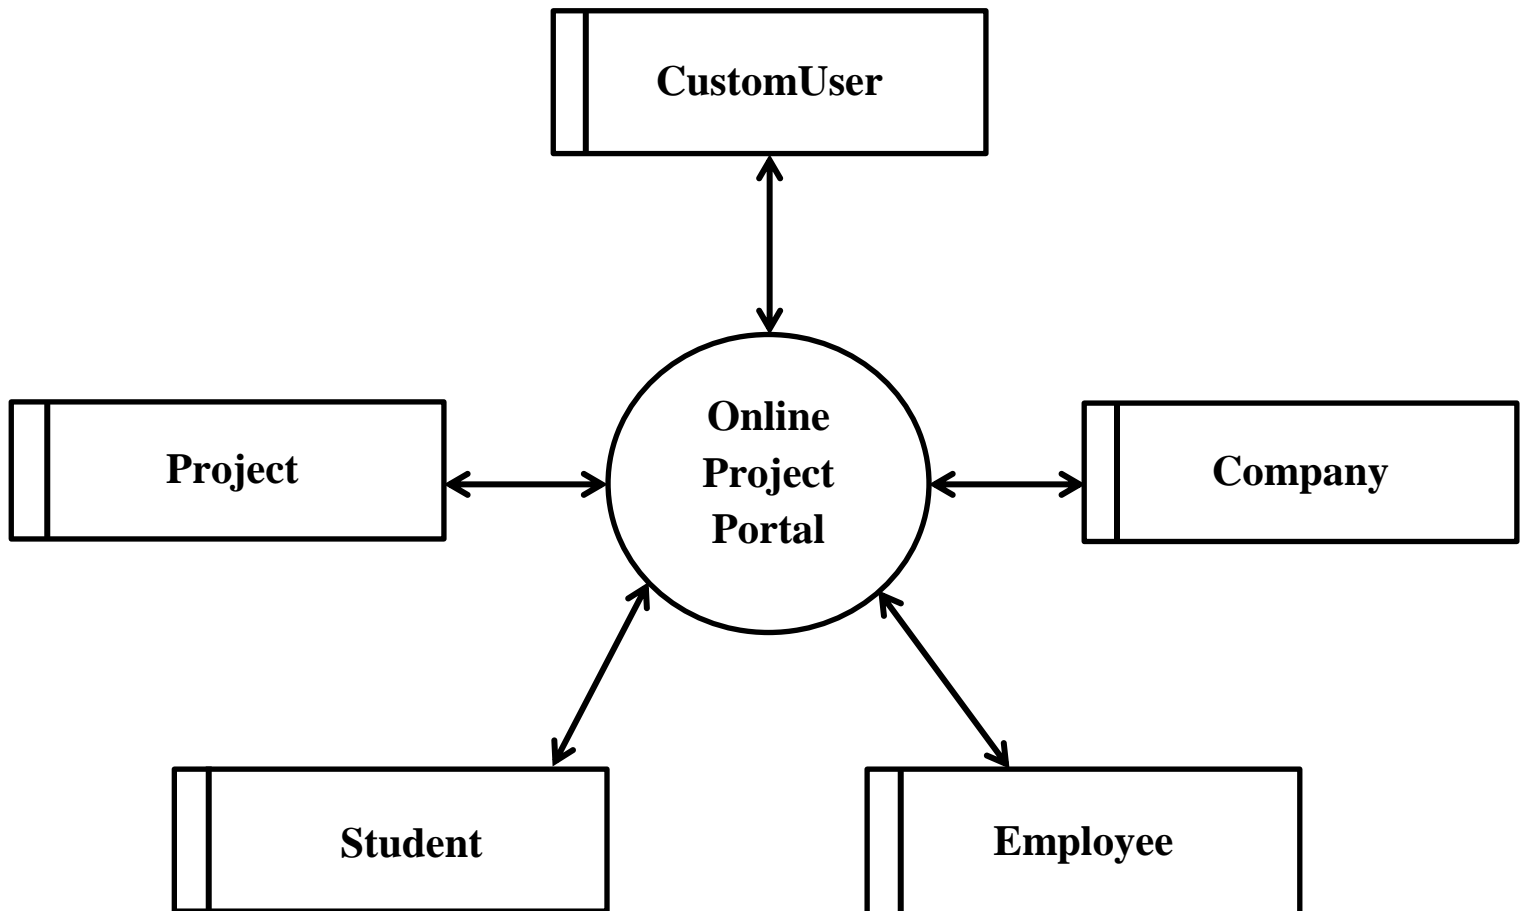 CustomUser
Online
Project
Portal
Project
Company
Student
Employee